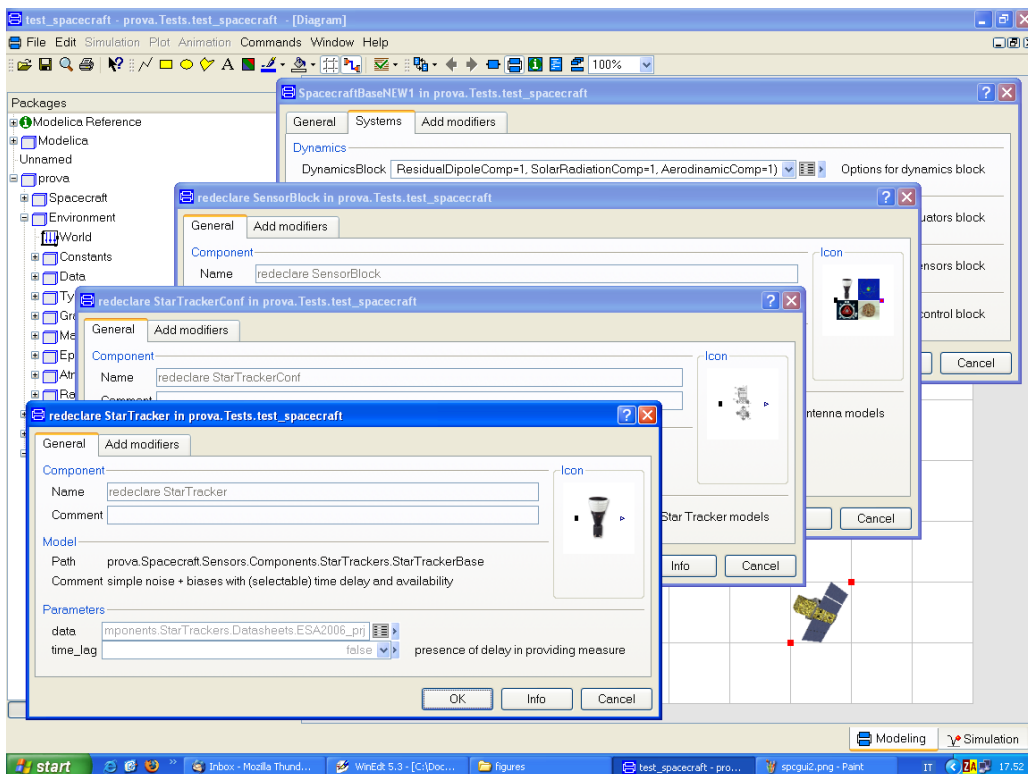 test_spacecraft - prova.Tests.test_spacecraft - [Diagram]
File Edit Simulation Plot Animation Commands Window Help
100%
Packages
Modelica Reference
Modelica
Unnamed
prova
Spacecraft
Environment
World
Constants
Data
Ty
Gr
Ma
Ep
Atr
Ra
SpacecraftBaseNEW1 in prova.Tests.test_spacecraft
General Systems Add modifiers
Dynamics
DynamicsBlock ResidualDipoleComp=1, SolarRadiationComp=1, AerodinamicComp=1) Options for dynamics block
uators block
ensors block
control block
Cancel
redeclare SensorBlock in prova.Tests.test_spacecraft
General Add modifiers
Component
Icon
Name redeclare SensorBlock
ntenna models
Cancel
redeclare StarTrackerConf in prova.Tests.test_spacecraft
General Add modifiers
Component
Icon
Name redeclare StarTrackerConf
Comment
Star Tracker models
Info Cancel
redeclare StarTracker in prova.Tests.test_spacecraft
General Add modifiers
Component
Icon
Name redeclare StarTracker
Comment
Model
Path prova.Spacecraft.Sensors.Components.StarTrackers.StarTrackerBase
Comment simple noise + biases with (selectable) time delay and availability
Parameters
data mponents.StarTrackers.Datasheets.ESA2006_prj
time_lag false presence of delay in providing measure
OK Info Cancel
Modeling Simulation
start Inbox - Mozilla Thund... WinEdt 5.3 - [C:\Doc... figures test_spacecraft - pro... spcgui2.png - Paint IT 17.52